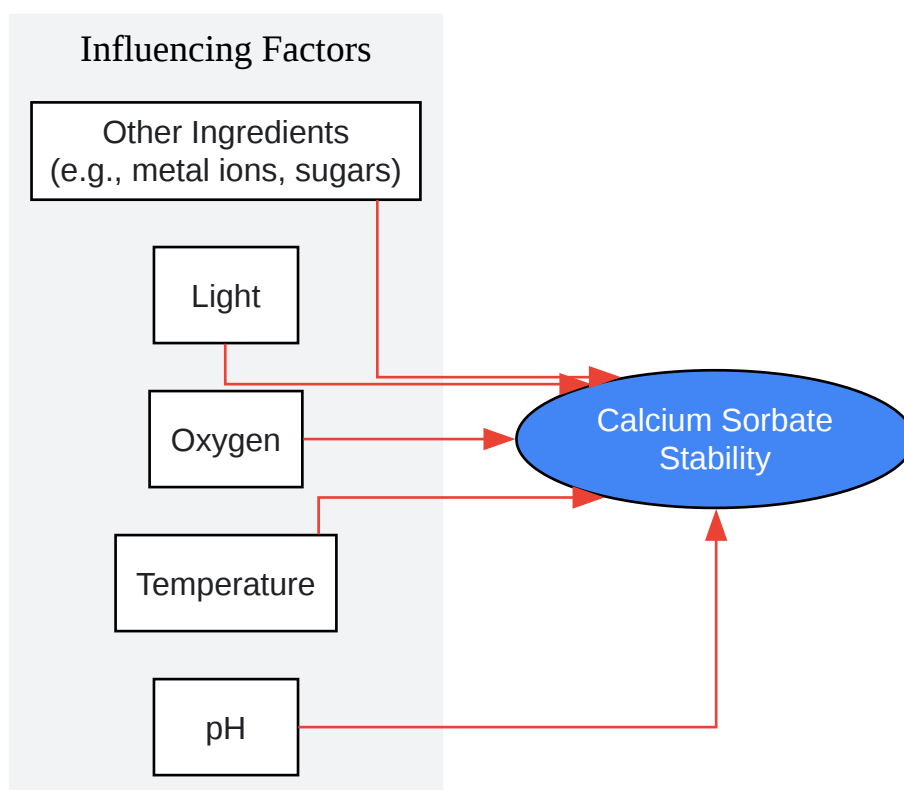 Influencing Factors
Other Ingredients
(e.g., metal ions, sugars)
Light
Oxygen
Calcium Sorbate
Stability
Temperature
pH